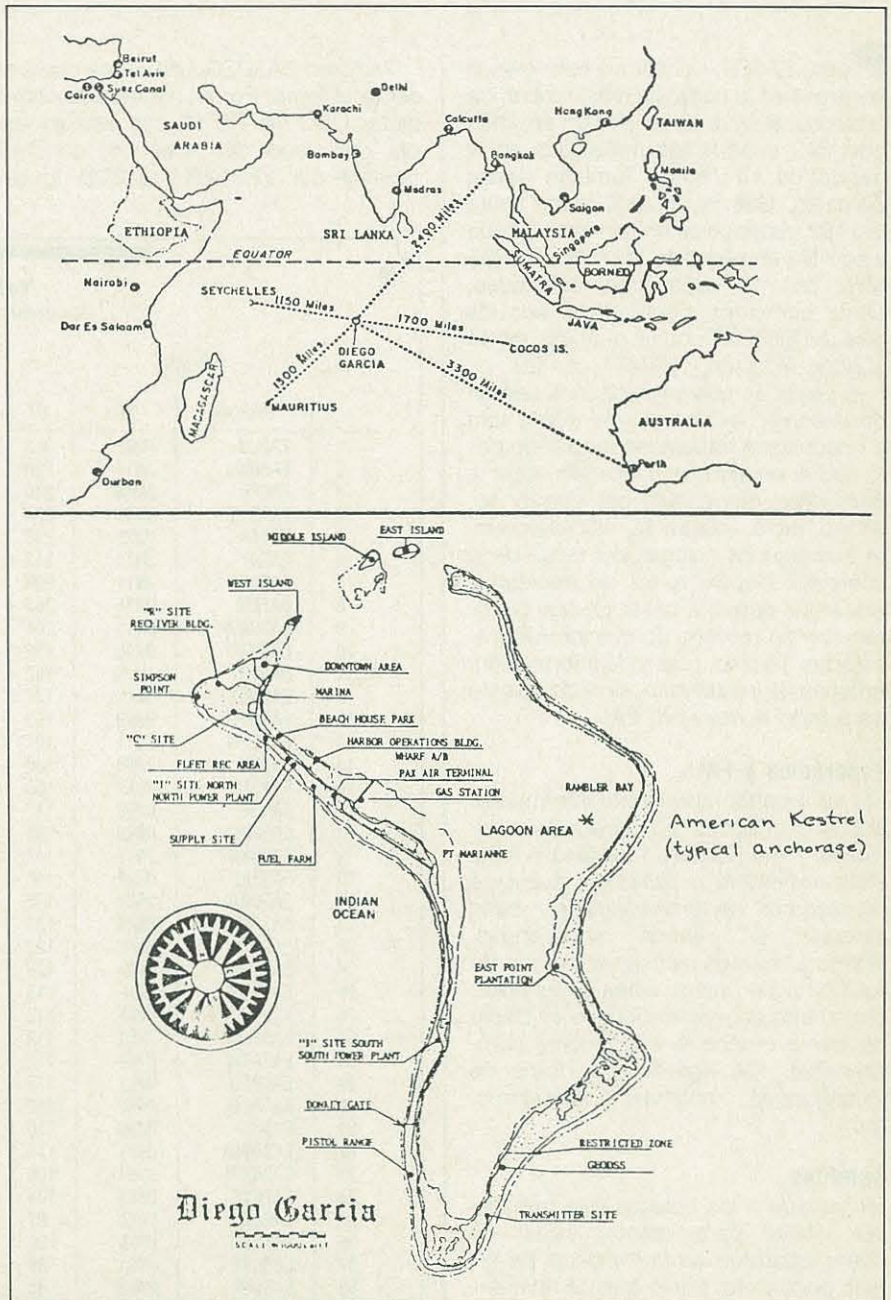 Beirut
Tel Aviv
Cairo
Suez Canal
Delhi
Karachi
SAUDI
ARABIA
Calcutta
Hong Kong
TAIWAN
Bombay
Bangkok
Manila
Madras
Saigon
2400 Miles
ETHIOPIA
SRI LANKA
MALAYSIA
Singapore
EQUATOR
SUMATRA
BORNEO
Nairobi
SEYCHELLES
1150 Miles
1700 Miles
JAVA
Dar Es Salaam
DIEGO
GARCIA
COCOS IS.
1300 Miles
3300 Miles
MADAGASCAR
MAURITIUS
AUSTRALIA
Durban
Perth
MIDDLE ISLAND
EAST ISLAND
WEST ISLAND
"R" SITE
RECEIVER BLDG.
DOWNTOWN AREA
SIMPSON
POINT
MARINA
"C" SITE
BEACH HOUSE PARK
FLEET REC AREA
HARBOR OPERATIONS BLDG.
WHARF A/B
"I" SITE NORTH
NORTH POWER PLANT
PAX AIR TERMINAL
GAS STATION
RAMBLER BAY
SUPPLY SITE
LAGOON AREA
American Kestrel
(typical anchorage)
FUEL FARM
PT MARIANNE
INDIAN
OCEAN
EAST POINT
PLANTATION
"I" SITE SOUTH
SOUTH POWER PLANT
DONKEY GATE
PISTOL RANGE
RESTRICTED ZONE
GEODSS
Diego Garcia
TRANSMITTER SITE